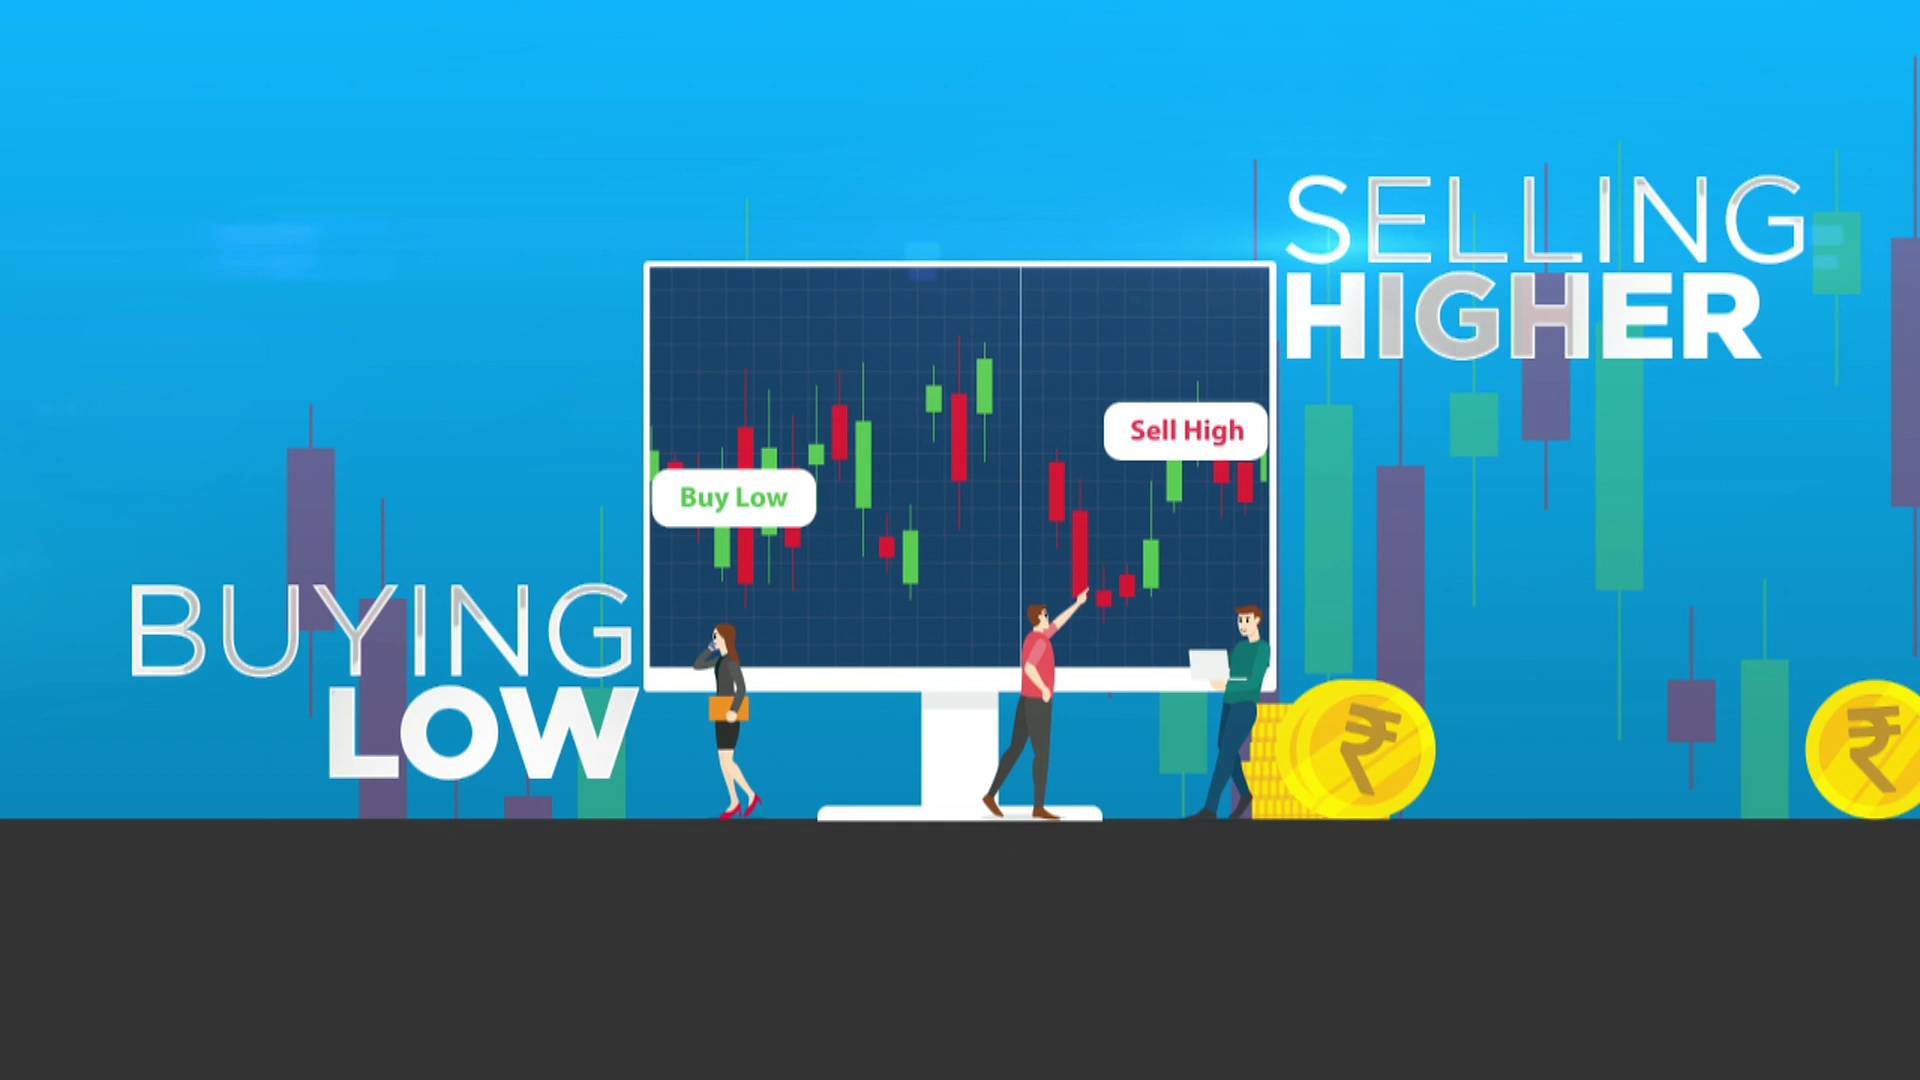 SELLING
HIGHER
Sell High
Buy Low
BUYING
LOW
₹
₹